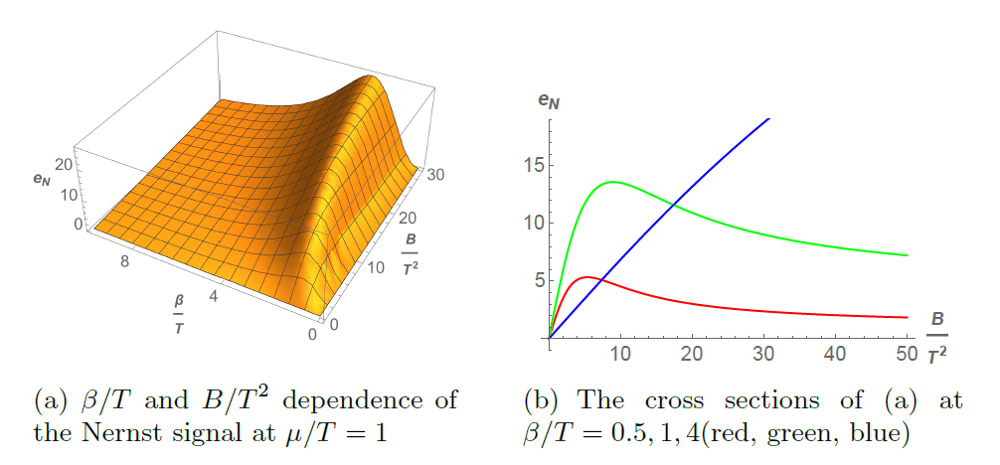 e_N
20
10
0
8
4
0
β/T
0
10
20
30
B/T²
e_N
15
10
5
10 20 30 40 50
B/T²
(a) β/T and B/T² dependence of
the Nernst signal at μ/T = 1
(b) The cross sections of (a) at
β/T = 0.5, 1, 4(red, green, blue)